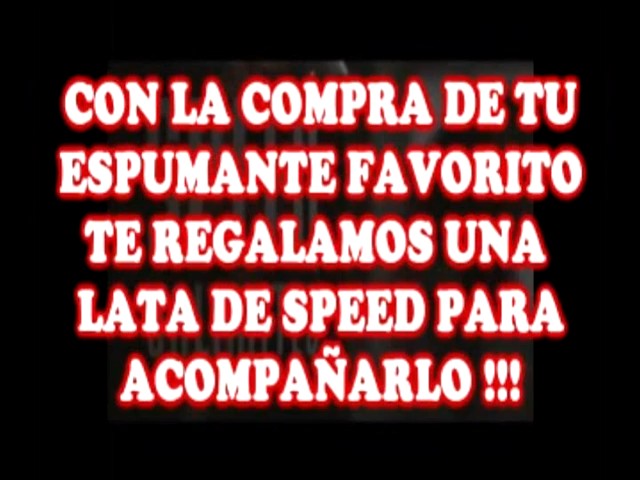 CON LA COMPRA DE TU
ESPUMANTE FAVORITO
TE REGALAMOS UNA
LATA DE SPEED PARA
ACOMPAÑARLO !!!